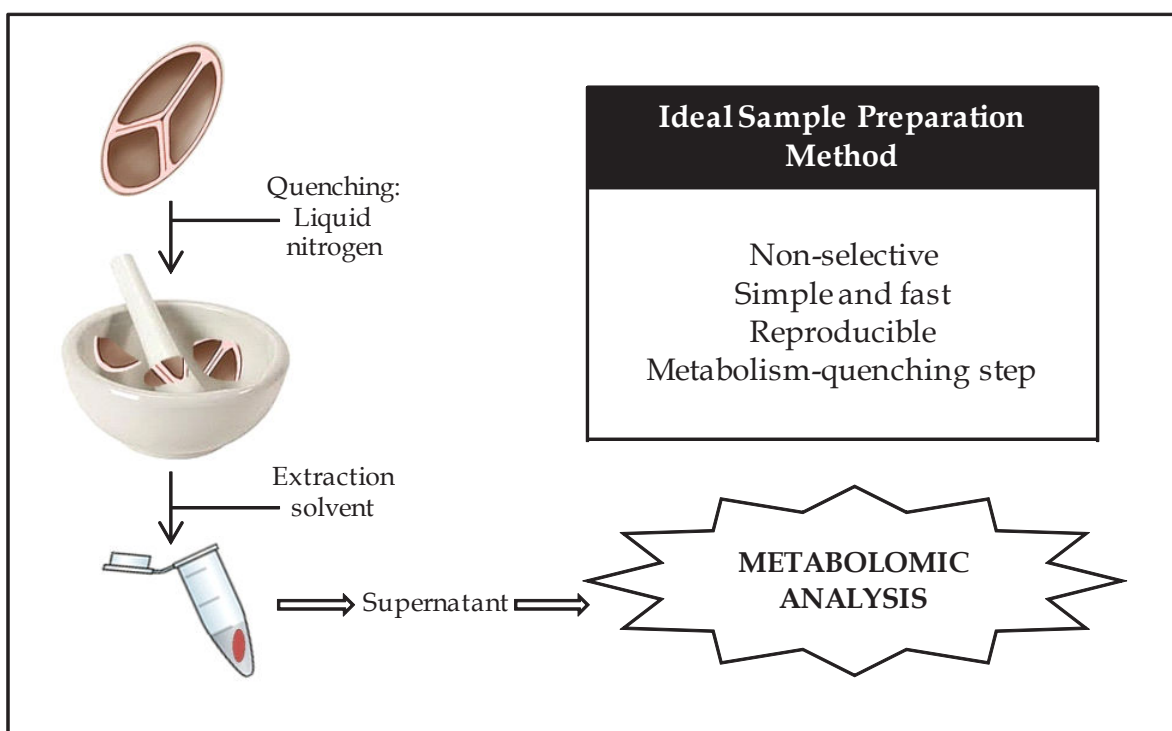 Quenching:
Liquid
nitrogen
Extraction
solvent
Supernatant
Ideal Sample Preparation
Method
Non-selective
Simple and fast
Reproducible
Metabolism-quenching step
METABOLOMIC
ANALYSIS